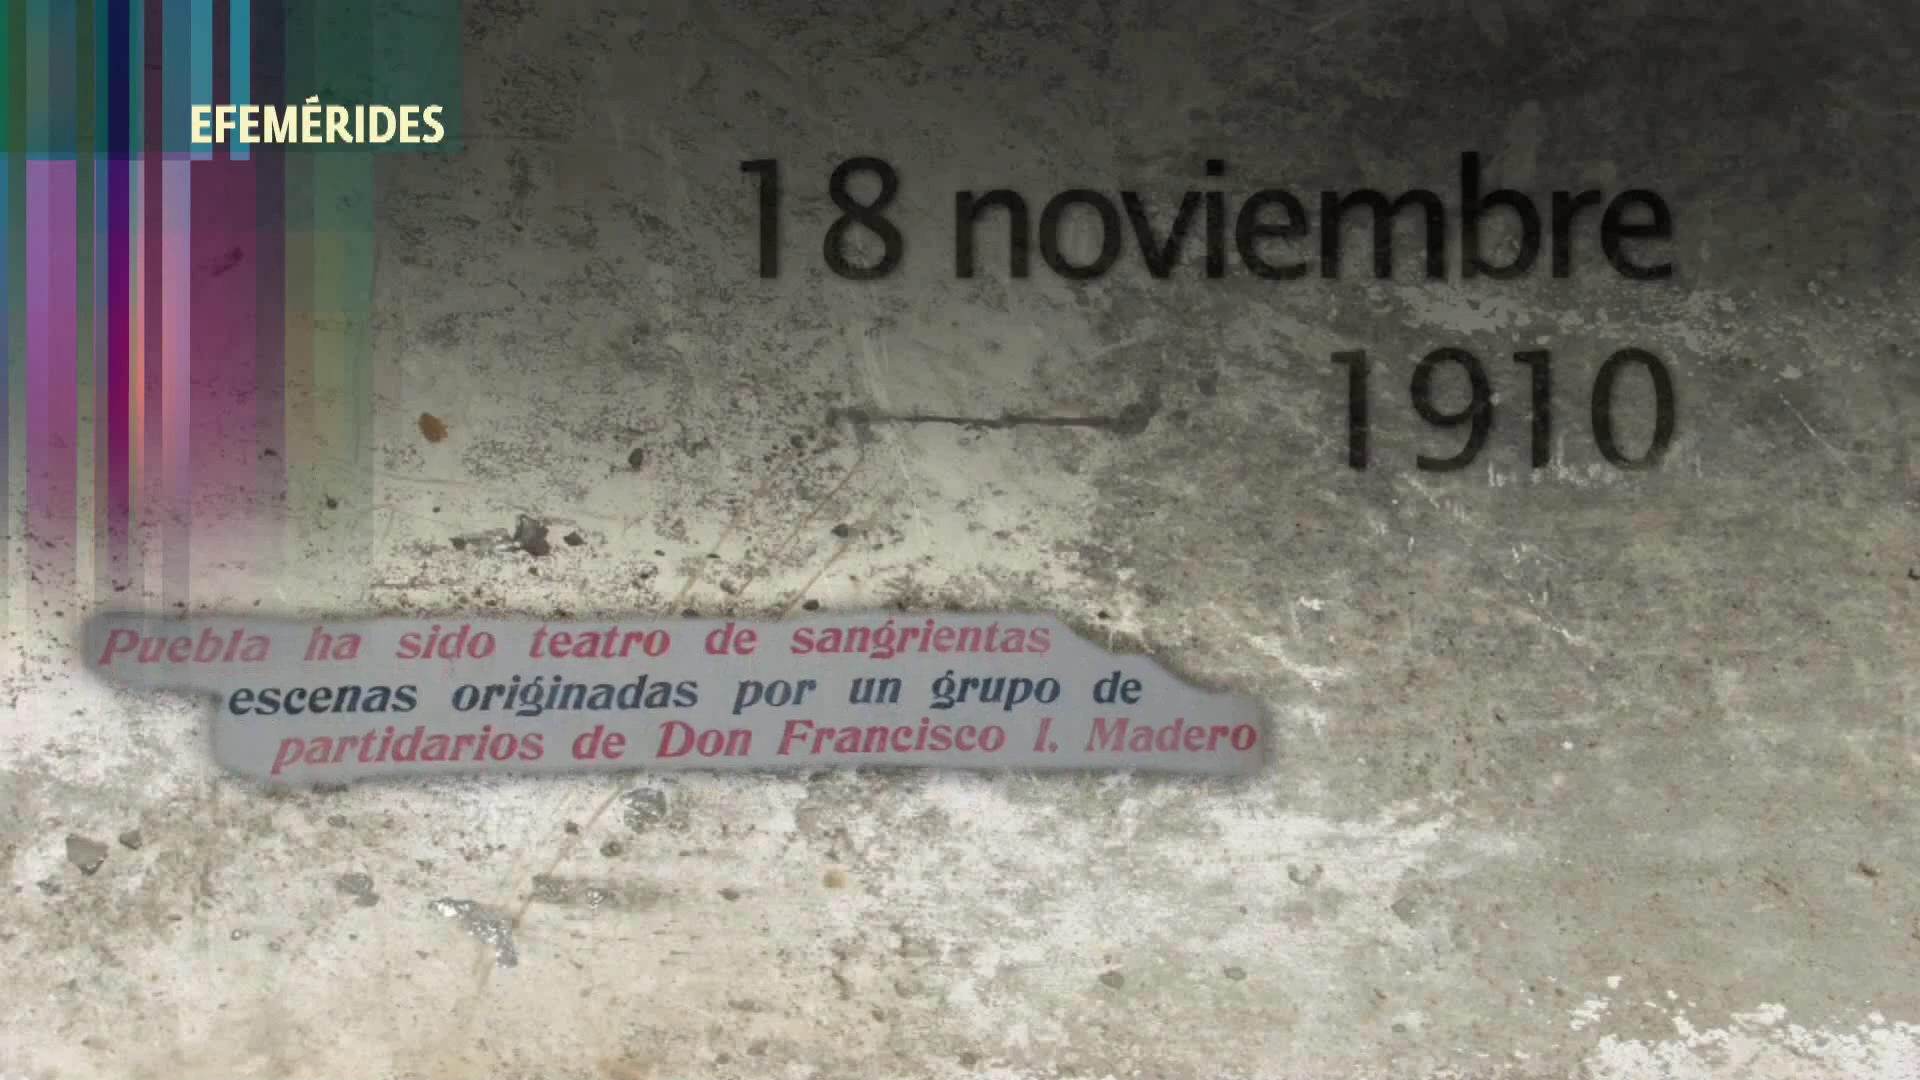 EFEMÉRIDES
18 noviembre
1910
Puebla ha sido teatro de sangrientas
escenas originadas por un grupo de
partidarios de Don Francisco I. Madero